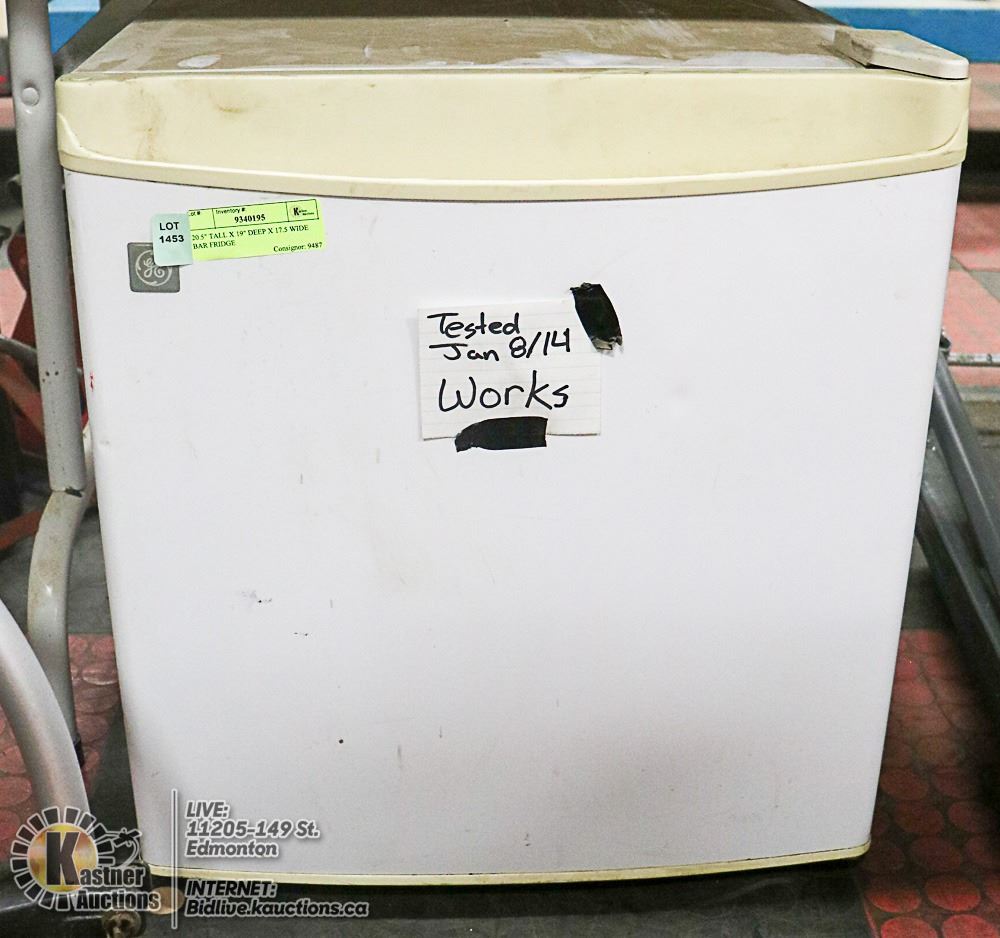 LOT
1453
Lot #
Inventory #
9340195
20.5" TALL X 19" DEEP X 17.5 WIDE
BAR FRIDGE
Consignor: 9487
GE
Tested
Jan 8/14
Works
LIVE:
11205-149 St.
Edmonton
INTERNET:
Bidlive.kauctions.ca
Kastner
Auctions